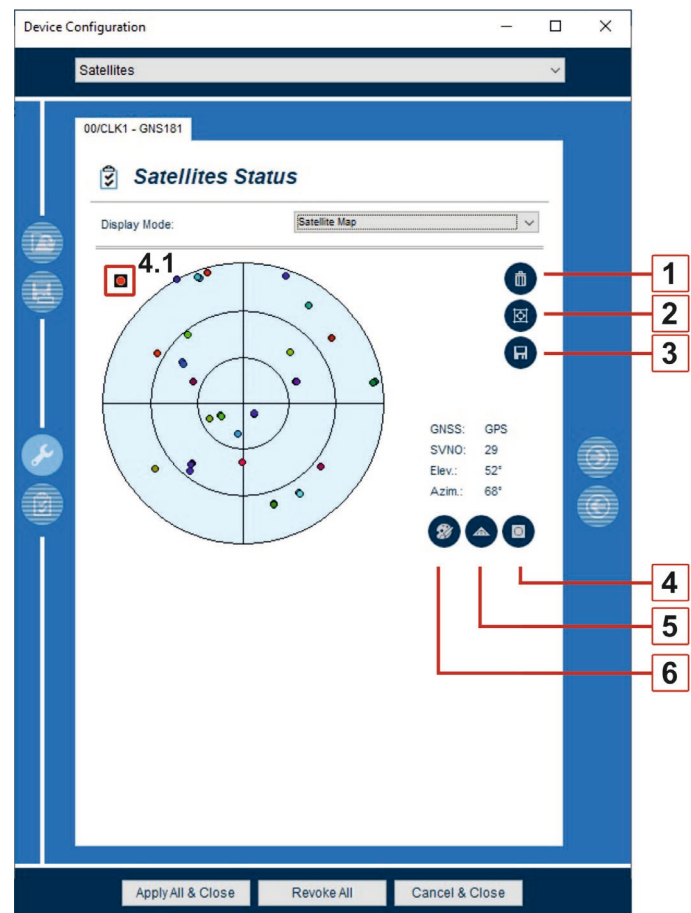 Device Configuration
Satellites
00/CLK1 - GNS181
Satellites Status
Display Mode: Satellite Map
4.1
1
2
3
GNSS: GPS
SVNO: 29
Elev.: 52°
Azim.: 68°
4
5
6
Apply All & Close Revoke All Cancel & Close